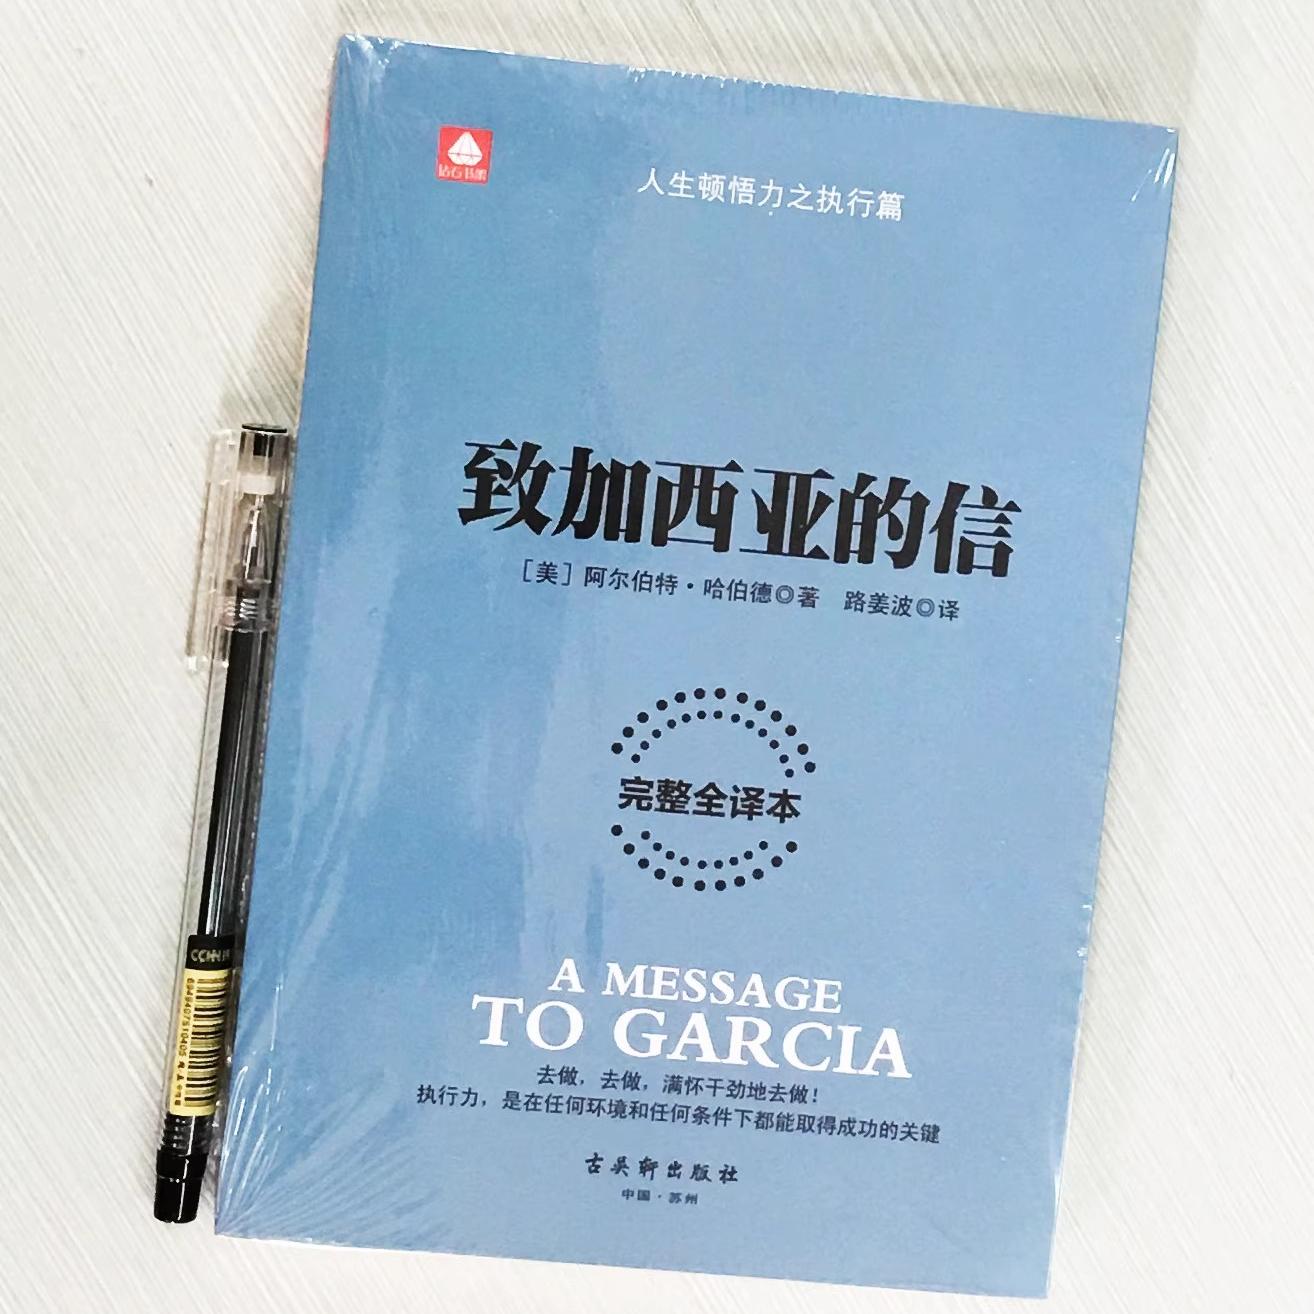 钻石书系
人生顿悟力之执行篇
致加西亚的信
［美］阿尔伯特·哈伯德◎著 路姜波◎译
完整全译本
A MESSAGE
TO GARCIA
去做，去做，满怀干劲地去做！
执行力，是在任何环境和任何条件下都能取得成功的关键
古吴轩出版社
中国·苏州